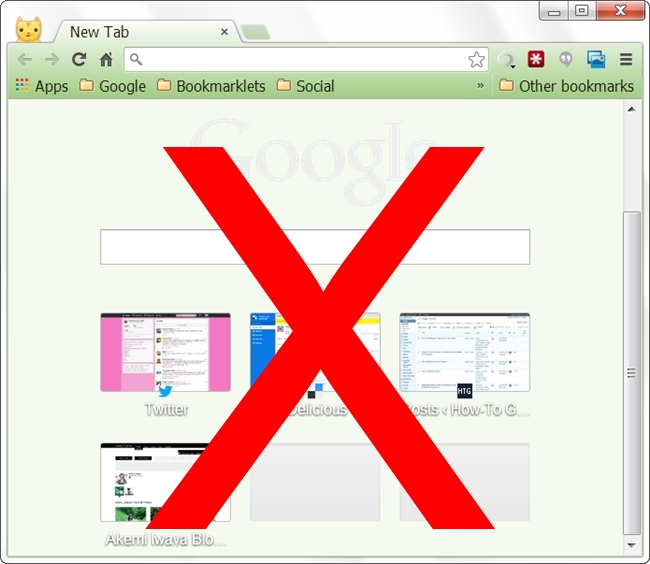 New Tab
Apps Google Bookmarklets Social » Other bookmarks
Google
Twitter Delicious Posts ‹ How-To G...
HTG
Akemi Iwaya Blo...